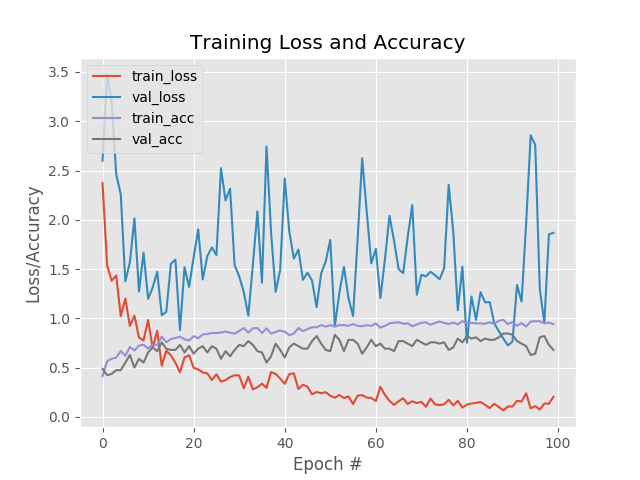 Training Loss and Accuracy
train_loss
val_loss
train_acc
val_acc
3.5
3.0
2.5
2.0
1.5
1.0
0.5
0.0
Loss/Accuracy
0 20 40 60 80 100
Epoch #